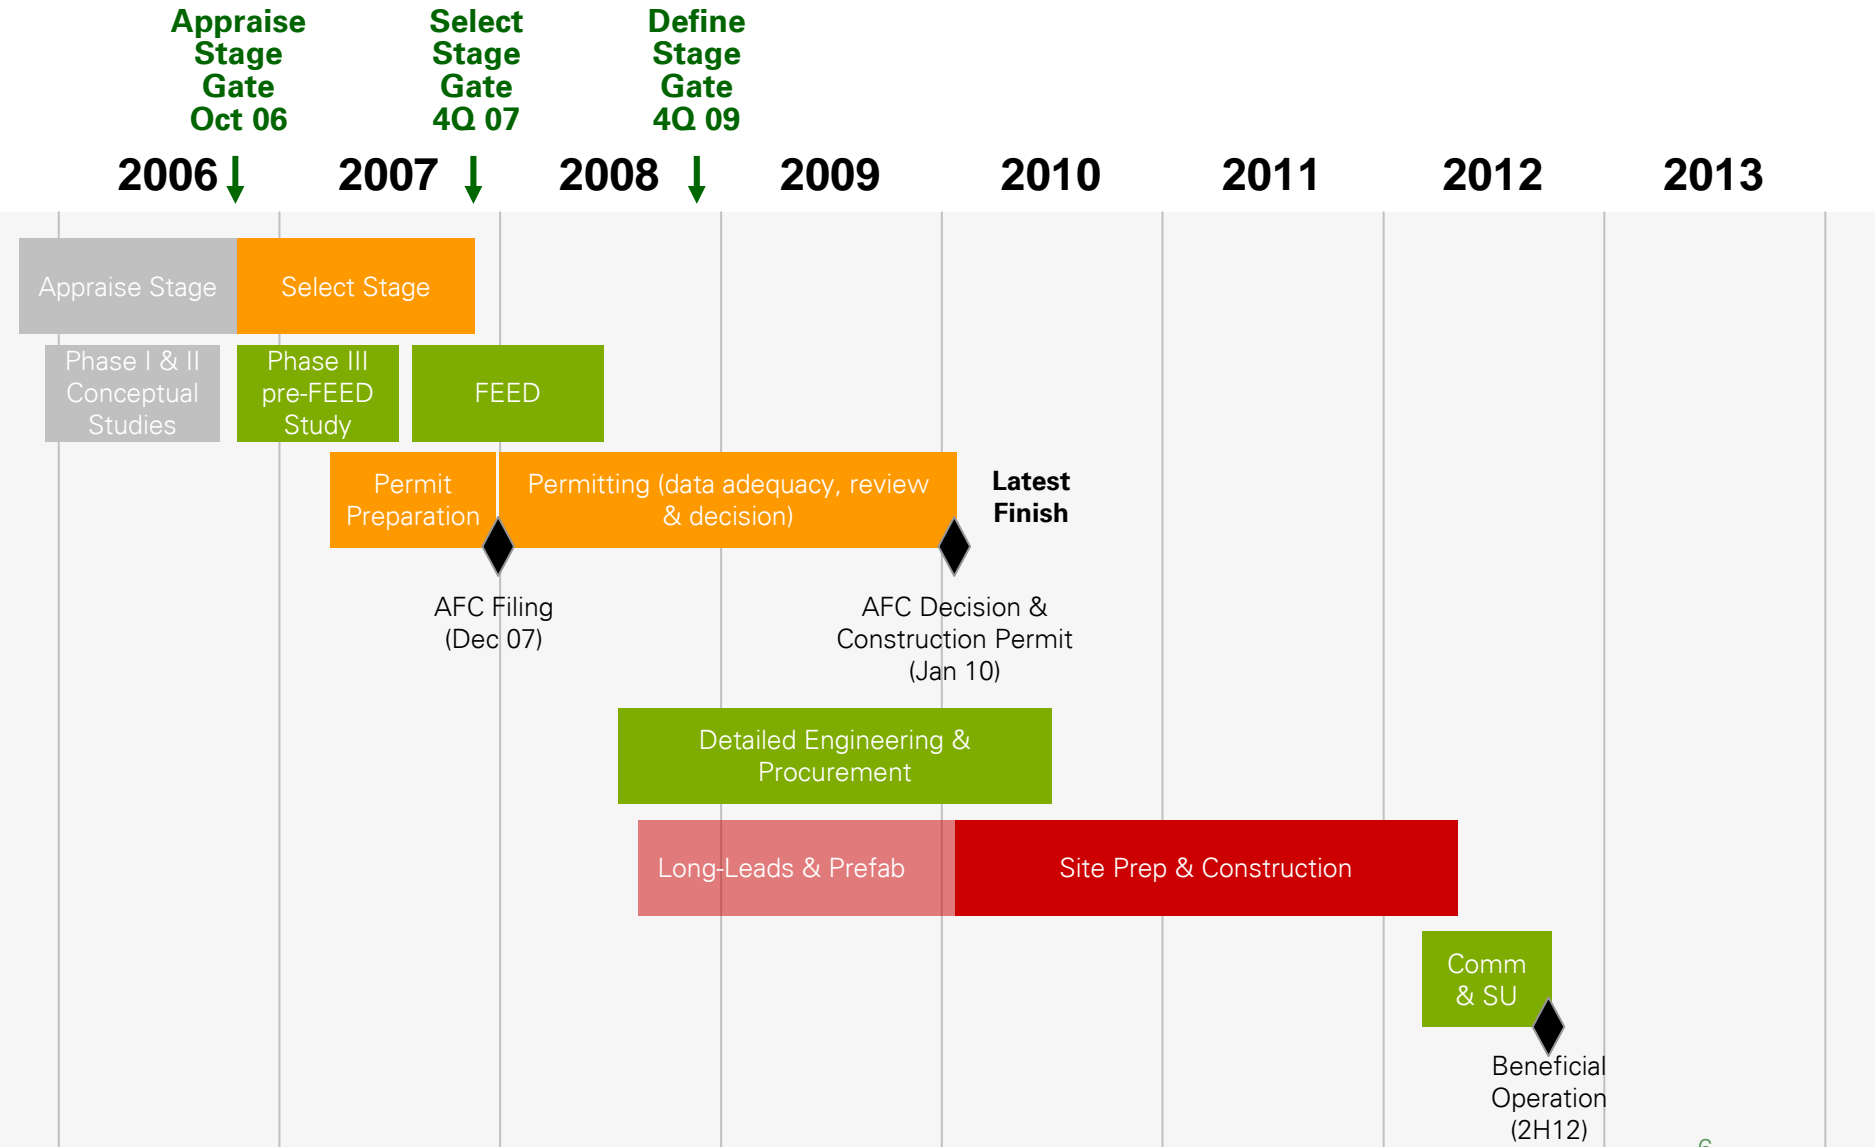 Appraise
Stage
Gate
Oct 06
Select
Stage
Gate
4Q 07
Define
Stage
Gate
4Q 09
2006
2007
2008
2009
2010
2011
2012
2013
Appraise Stage
Select Stage
Phase I & II
Conceptual
Studies
Phase III
pre-FEED
Study
FEED
Permit
Preparation
Permitting (data adequacy, review
& decision)
Latest
Finish
AFC Filing
(Dec 07)
AFC Decision &
Construction Permit
(Jan 10)
Detailed Engineering &
Procurement
Long-Leads & Prefab
Site Prep & Construction
Comm
& SU
Beneficial
Operation
(2H12)